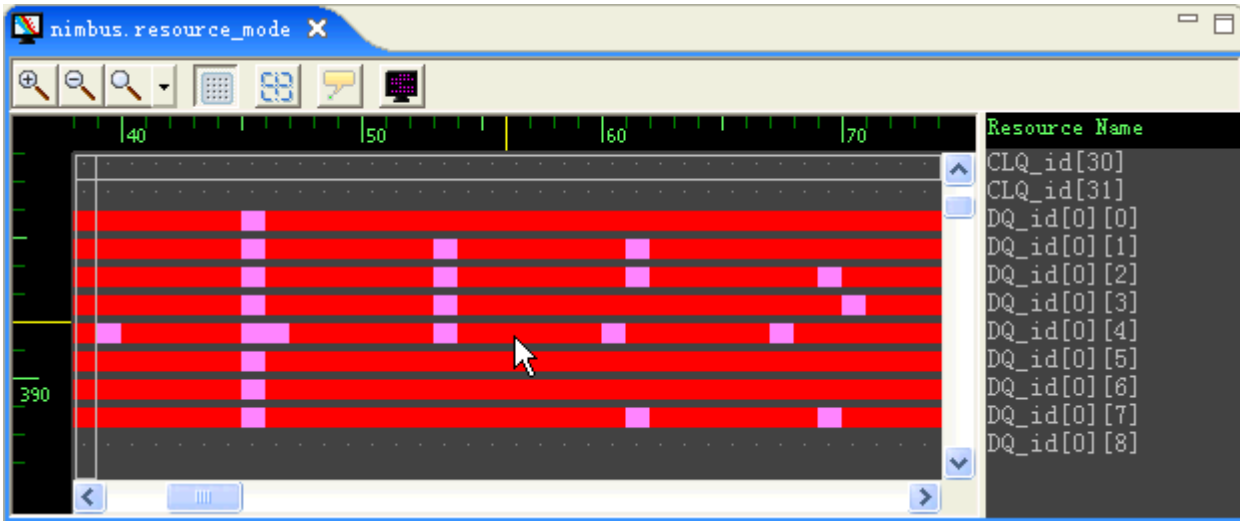 nimbus.resource_mode
40 50 60 70
Resource Name
CLQ_id[30]
CLQ_id[31]
DQ_id[0][0]
DQ_id[0][1]
DQ_id[0][2]
DQ_id[0][3]
DQ_id[0][4]
DQ_id[0][5]
DQ_id[0][6]
390
DQ_id[0][7]
DQ_id[0][8]